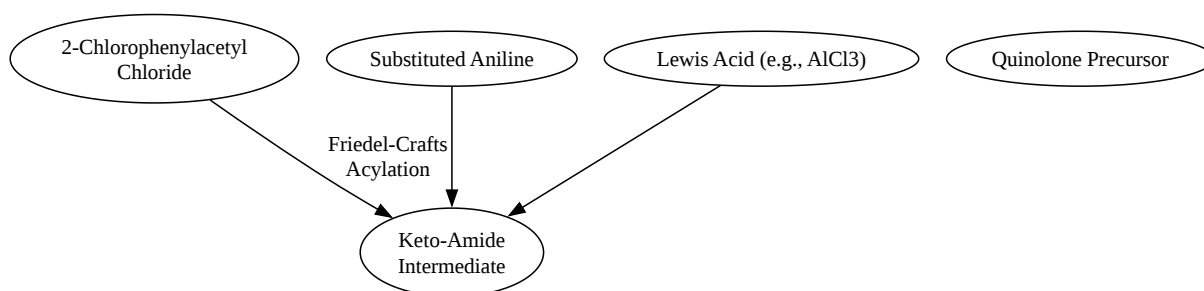 2-Chlorophenylacetyl
Chloride
Substituted Aniline
Lewis Acid (e.g., AlCl3)
Quinolone Precursor
Friedel-Crafts
Acylation
Keto-Amide
Intermediate